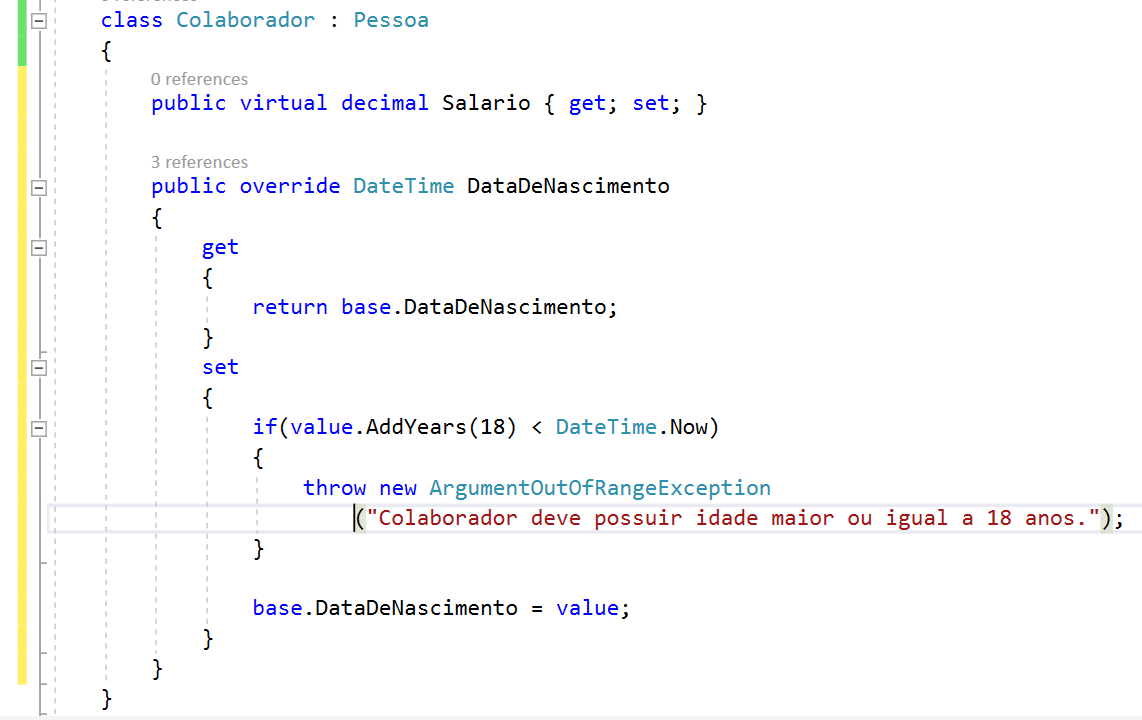 class Colaborador : Pessoa
{
0 references
public virtual decimal Salario { get; set; }
3 references
public override DateTime DataDeNascimento
{
get
{
return base.DataDeNascimento;
}
set
{
if(value.AddYears(18) < DateTime.Now)
{
throw new ArgumentOutOfRangeException
("Colaborador deve possuir idade maior ou igual a 18 anos.");
}
base.DataDeNascimento = value;
}
}
}